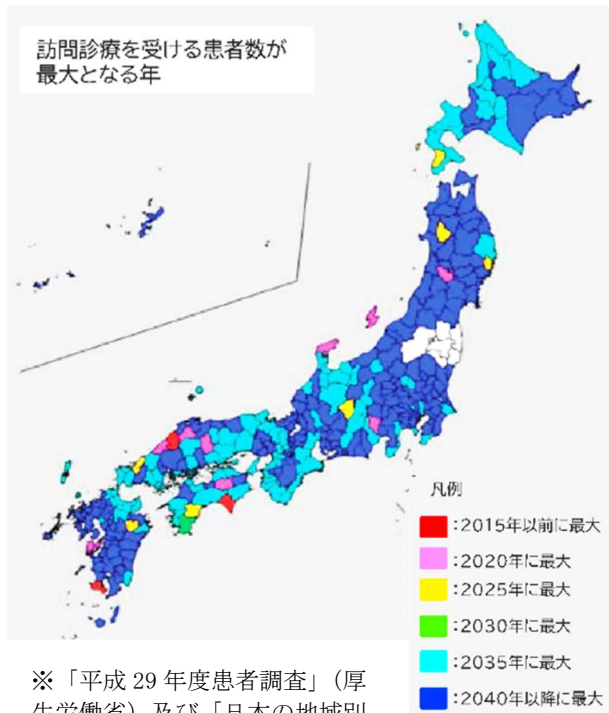 訪問診療を受ける患者数が
最大となる年
凡例
:2015年以前に最大
:2020年に最大
:2025年に最大
:2030年に最大
:2035年に最大
:2040年以降に最大
※「平成 29 年度患者調査」(厚
生労働省)及び「日本の地域別